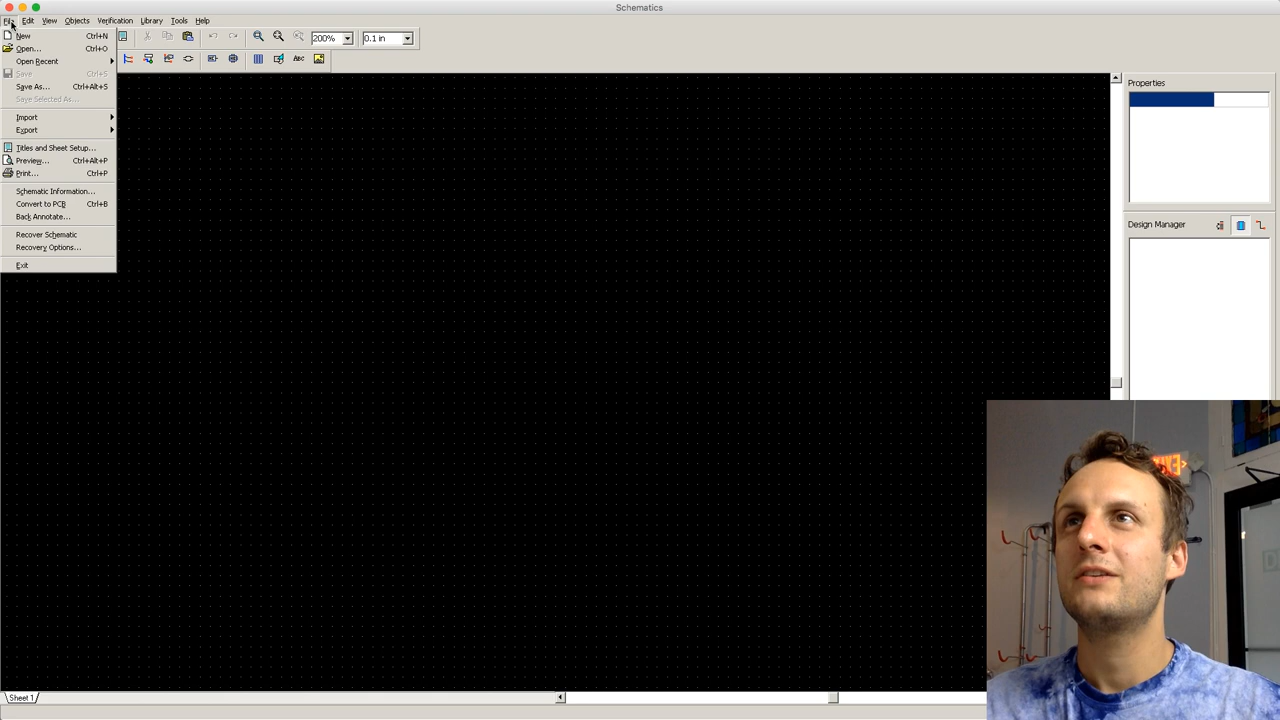 Schematics
File Edit View Objects Verification Library Tools Help
New Ctrl+N
Open... Ctrl+O
Open Recent
Save Ctrl+S
Save As... Ctrl+Alt+S
Save Selected As...
Import
Export
Titles and Sheet Setup...
Preview... Ctrl+Alt+P
Print... Ctrl+P
Schematic Information...
Convert to PCB Ctrl+B
Back Annotate...
Recover Schematic
Recovery Options...
Exit
200% 0.1 in
Abc
Properties
Design Manager
EXIT
Sheet 1